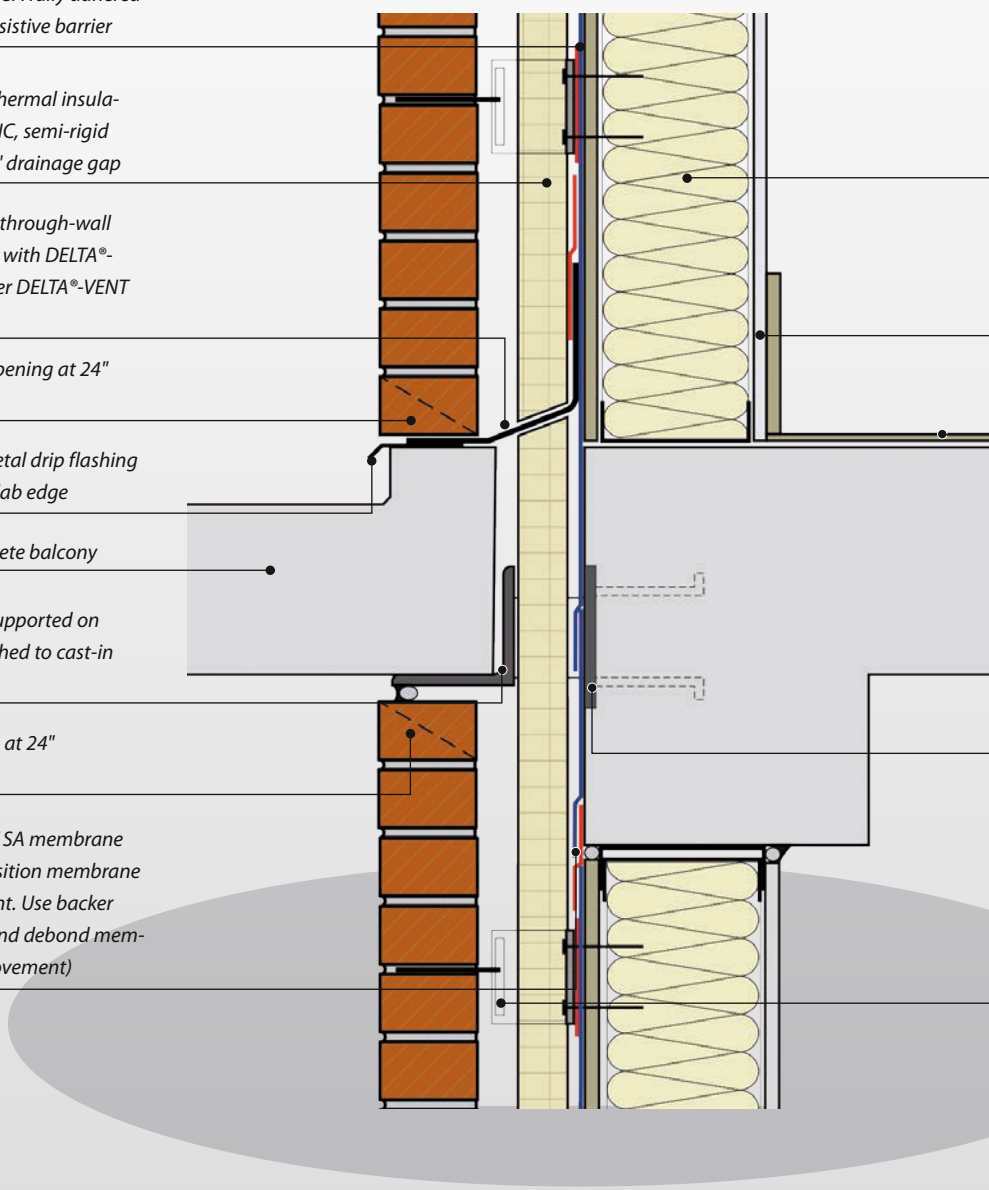 sistive barrier
hermal insula-
IC, semi-rigid
" drainage gap
through-wall
with DELTA®-
er DELTA®-VENT
pening at 24"
etal drip flashing
lab edge
ete balcony
upported on
hed to cast-in
at 24"
SA membrane
sition membrane
nt. Use backer
nd debond mem-
ovement)